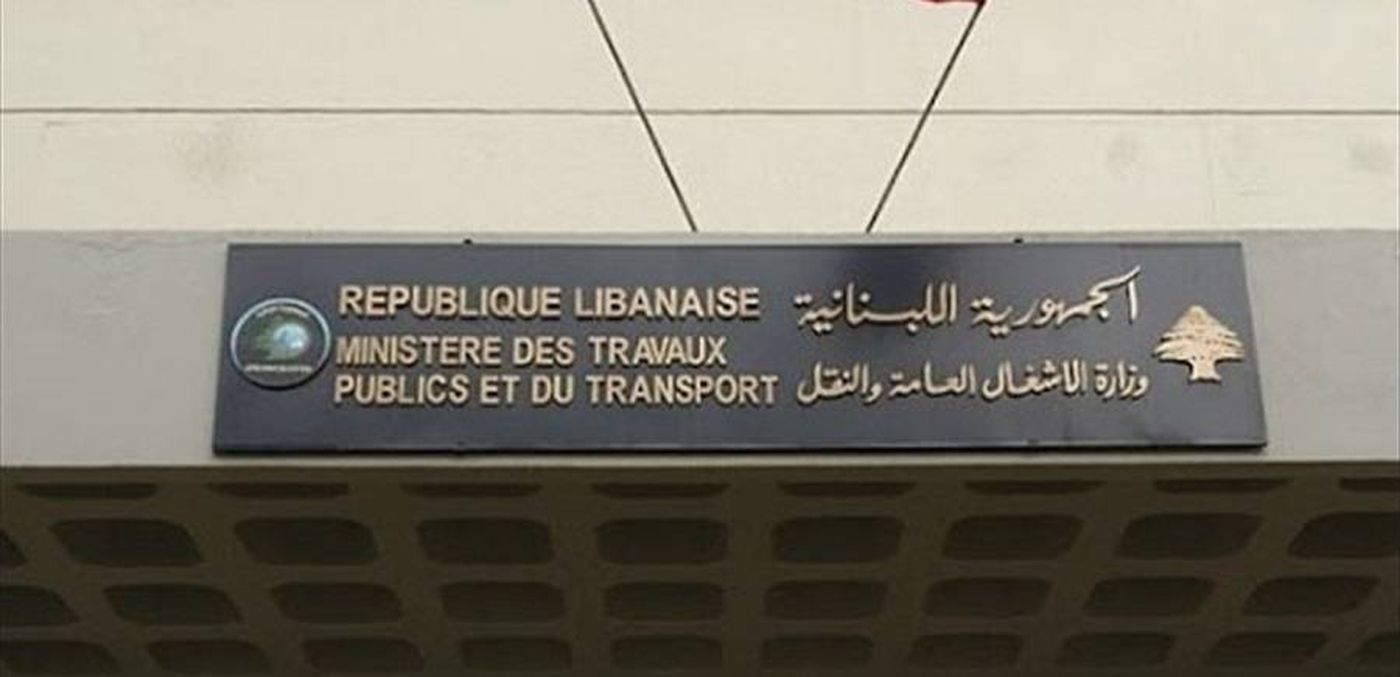 REPUBLIQUE LIBANAISE
MINISTERE DES TRAVAUX
PUBLICS ET DU TRANSPORT
الجمهورية اللبنانية
وزارة الاشغال العامة والنقل